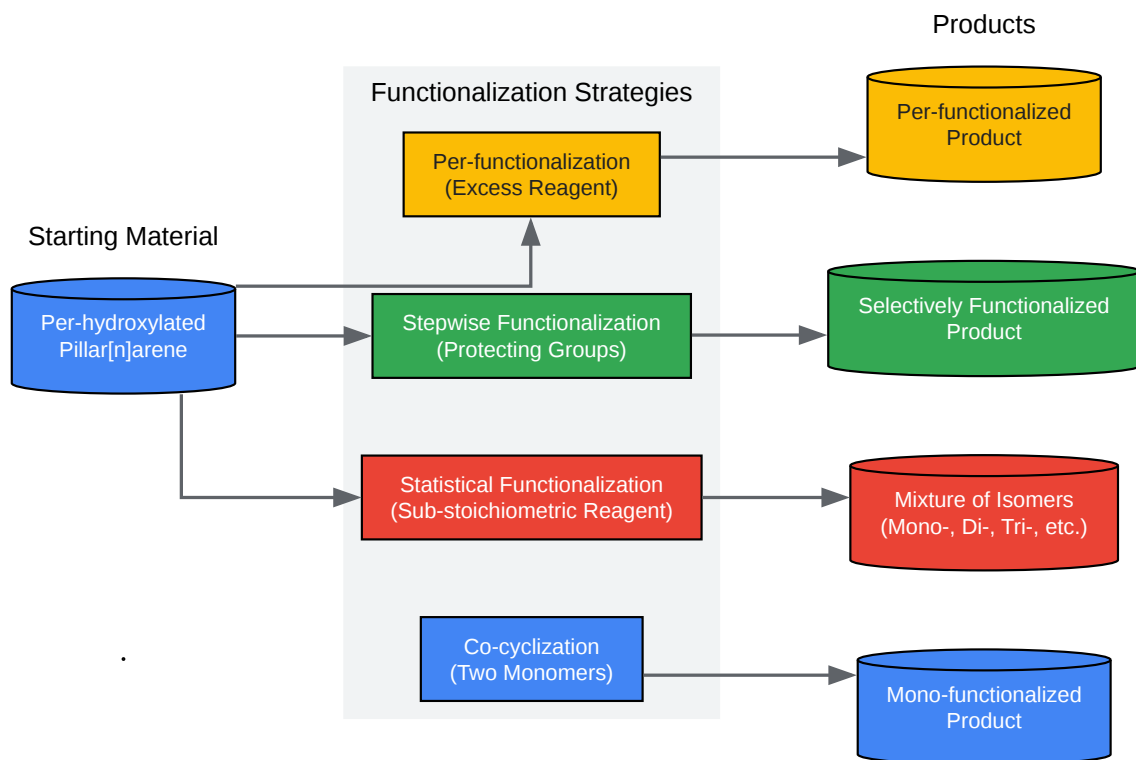 Products
Functionalization Strategies
Per-functionalized
Product
Per-functionalization
(Excess Reagent)
Starting Material
Per-hydroxylated
Pillar[n]arene
Stepwise Functionalization
(Protecting Groups)
Selectively Functionalized
Product
Statistical Functionalization
(Sub-stoichiometric Reagent)
Mixture of Isomers
(Mono-, Di-, Tri-, etc.)
.
Co-cyclization
(Two Monomers)
Mono-functionalized
Product